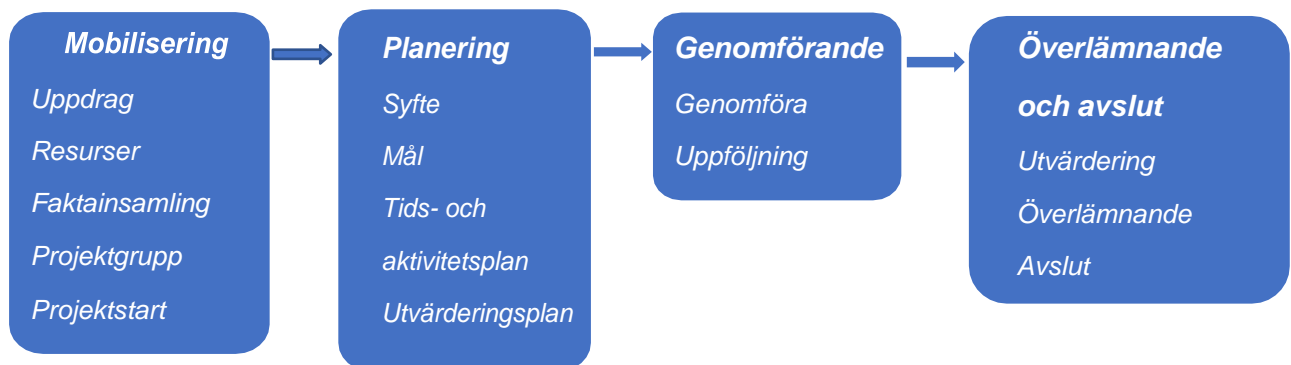 Mobilisering
Uppdrag
Resurser
Faktainsamling
Projektgrupp
Projektstart
Planering
Syfte
Mål
Tids- och
aktivitetsplan
Utvärderingsplan
Genomförande
Genomföra
Uppföljning
Överlämnande
och avslut
Utvärdering
Överlämnande
Avslut